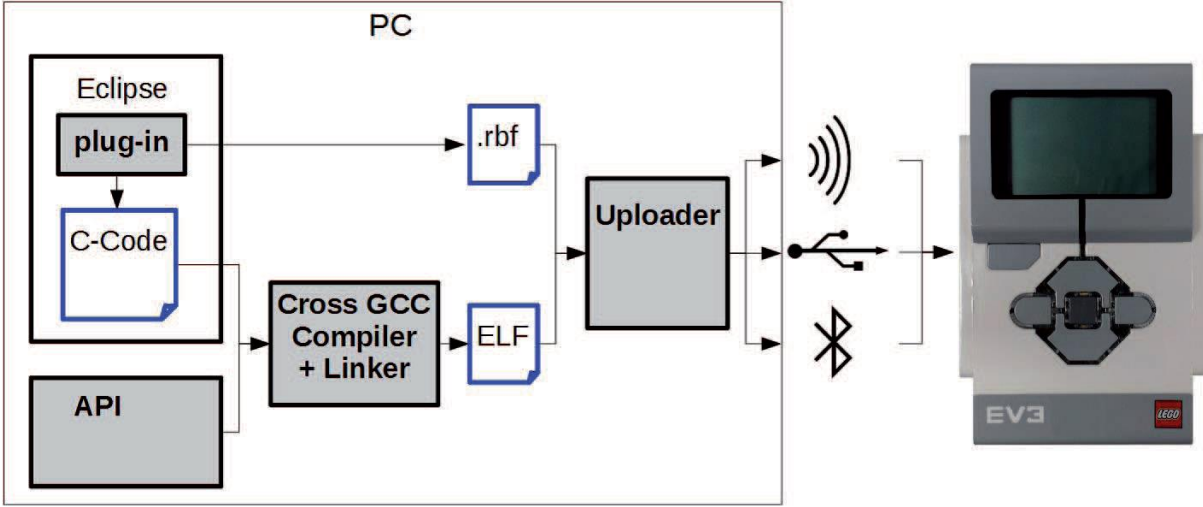 PC
Eclipse
plug-in
C-Code
API
Cross GCC
Compiler
+ Linker
.rbf
ELF
Uploader
EV3
LEGO